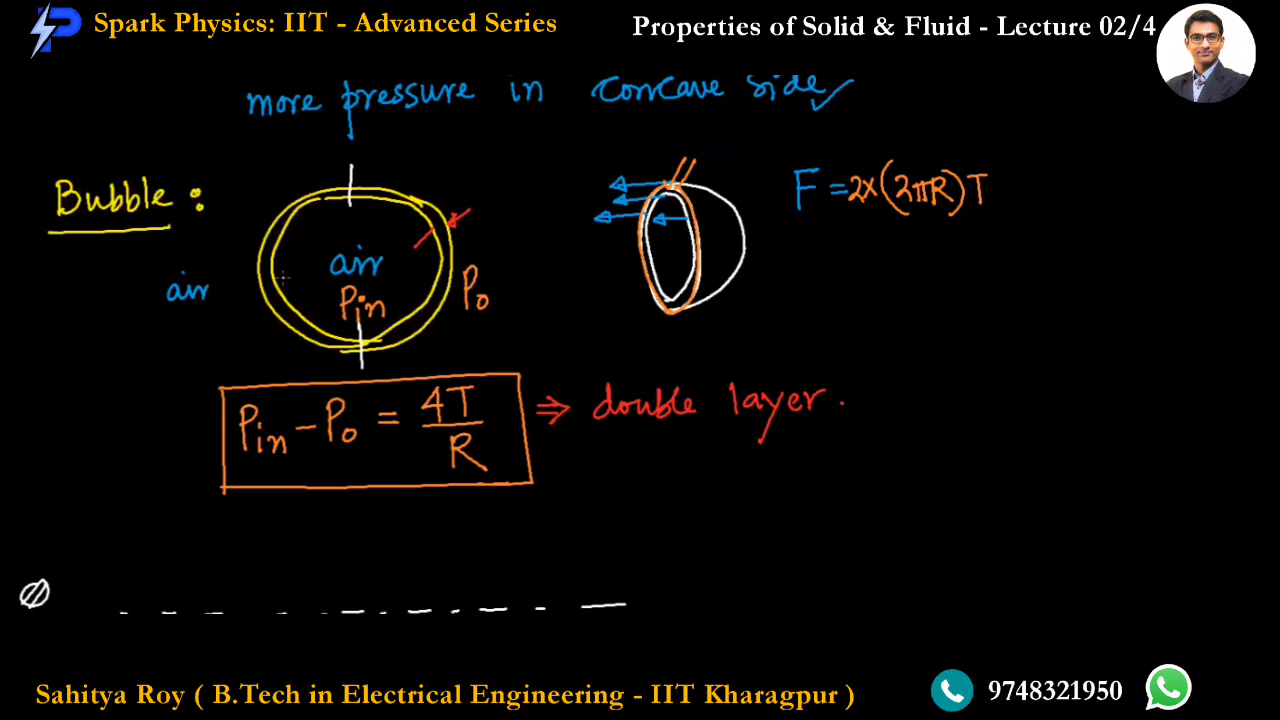 Spark Physics: IIT - Advanced Series
Properties of Solid & Fluid - Lecture 02/4
more pressure in concave side
Bubble :
air
air
Pin
P₀
F = 2×(2πR)T
Pin − P₀ = 4T/R ⇒ double layer.
Sahitya Roy ( B.Tech in Electrical Engineering - IIT Kharagpur )
9748321950